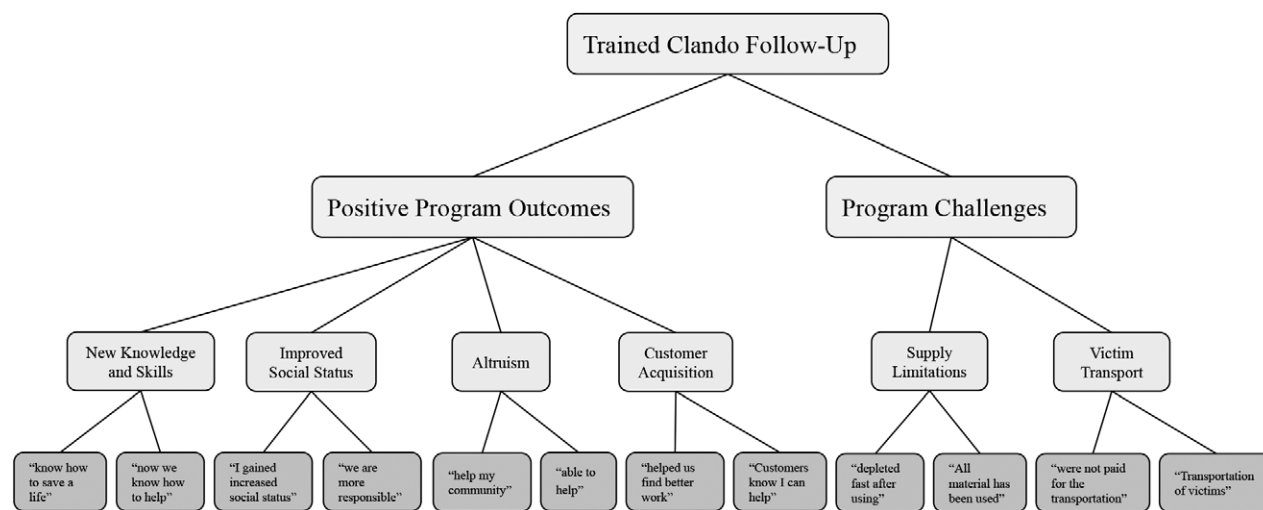 Trained Clando Follow-Up
Positive Program Outcomes
Program Challenges
New Knowledge
and Skills
Improved
Social Status
Altruism
Customer
Acquisition
Supply
Limitations
Victim
Transport
“know how
to save a
life”
“now we
know how
to help”
“I gained
increased
social status”
“we are
more
responsible”
“help my
community”
“able to
help”
“helped us
find better
work”
“Customers
know I can
help”
“depleted
fast after
using”
“All
material has
been used”
“were not paid
for the
transportation”
“Transportation
of victims”